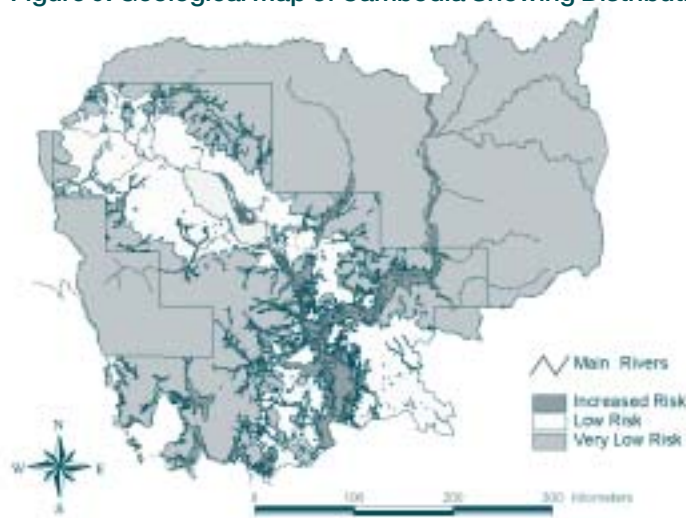 Geological Map of Cambodia Showing
Main Rivers
Increased Risk
Low Risk
Very Low Risk
N
W
E
S
0 100 200 300 Kilometers